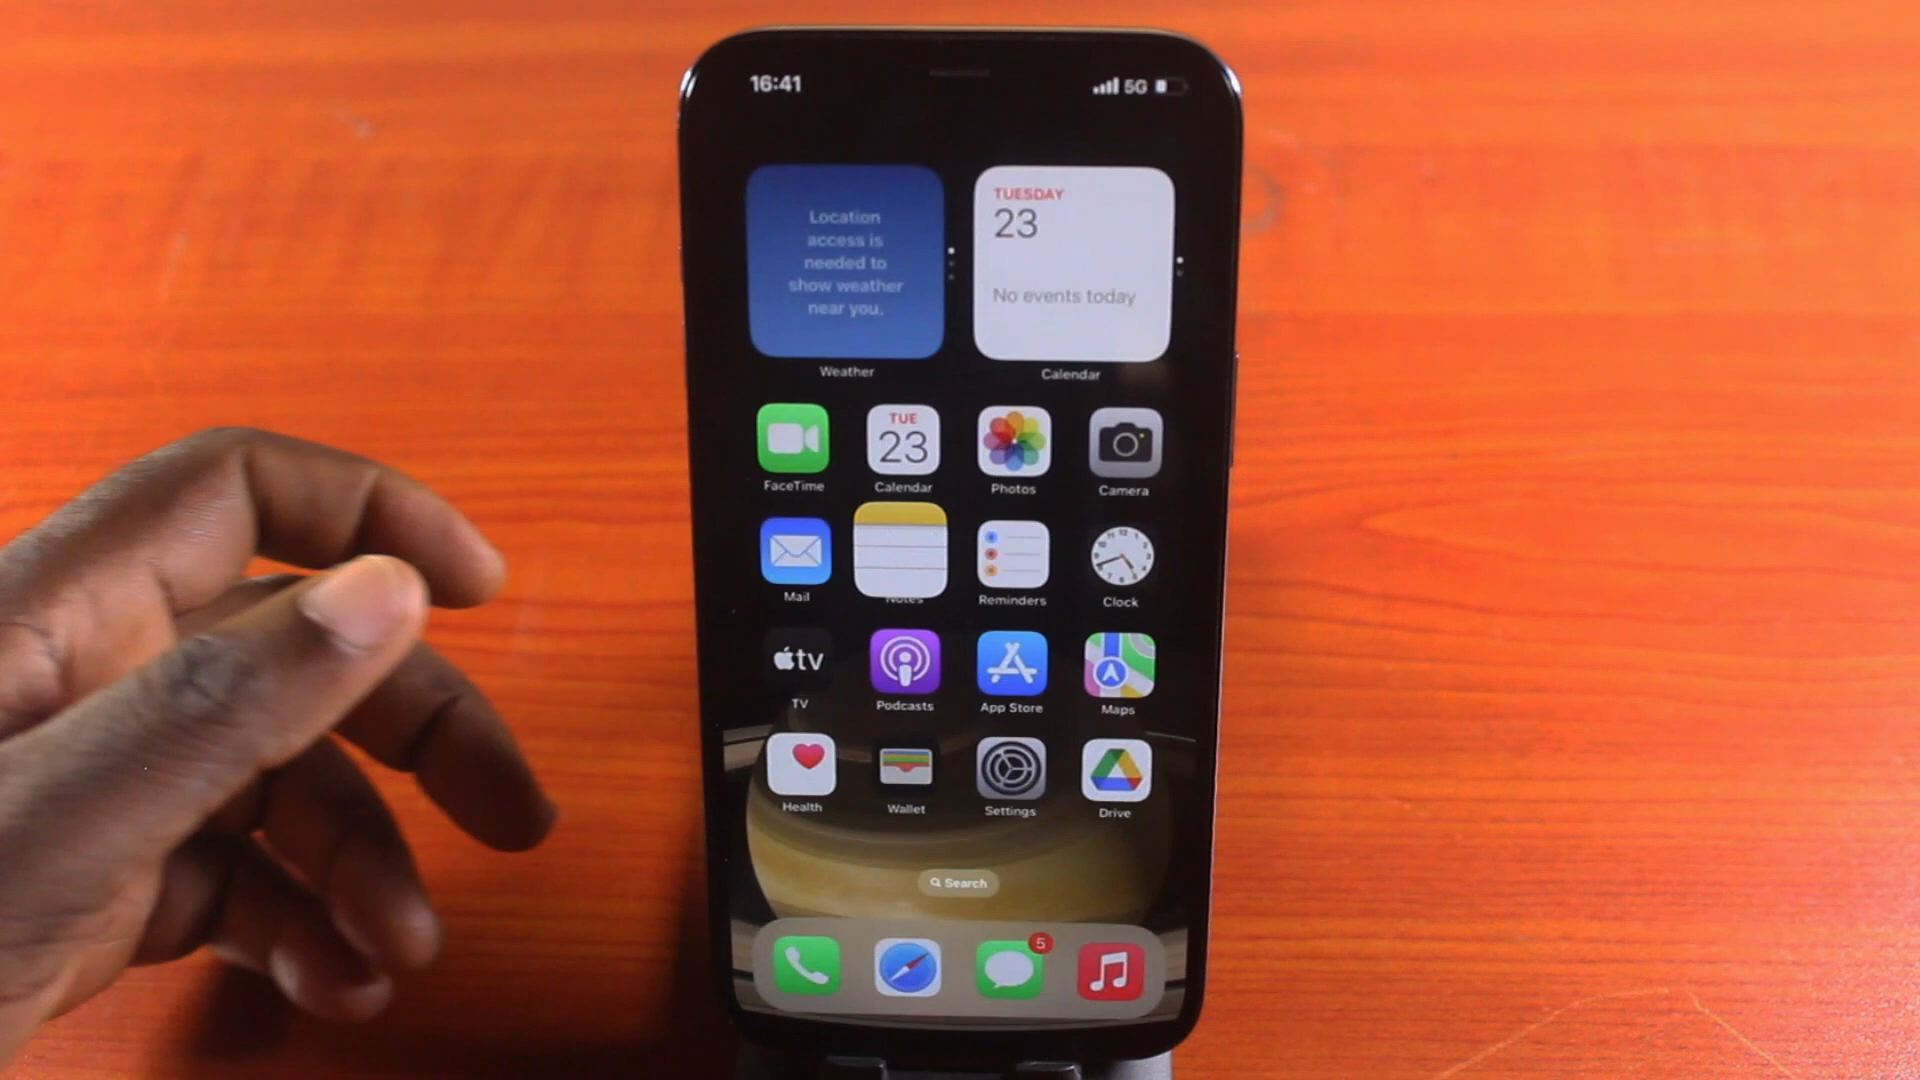 16:41
5G
Location
access is
needed to
show weather
near you.
TUESDAY
23
No events today
Weather
Calendar
TUE
23
FaceTime
Calendar
Photos
Camera
Mail
Notes
Reminders
Clock
tv
TV
Podcasts
App Store
Maps
Health
Wallet
Settings
Drive
Search
5